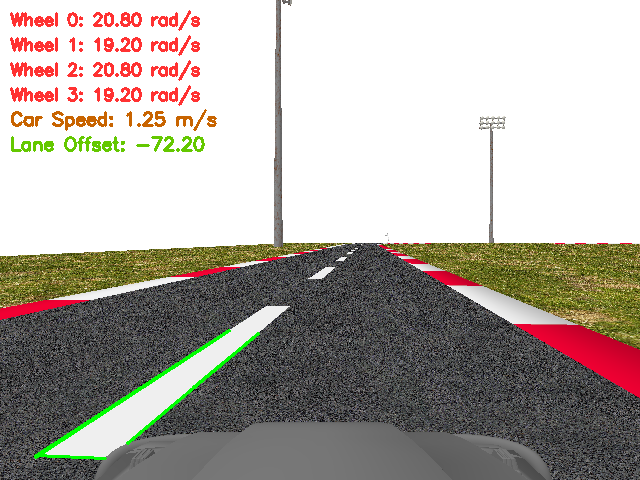 Wheel 0: 20.80 rad/s
Wheel 1: 19.20 rad/s
Wheel 2: 20.80 rad/s
Wheel 3: 19.20 rad/s
Car Speed: 1.25 m/s
Lane Offset: -72.20